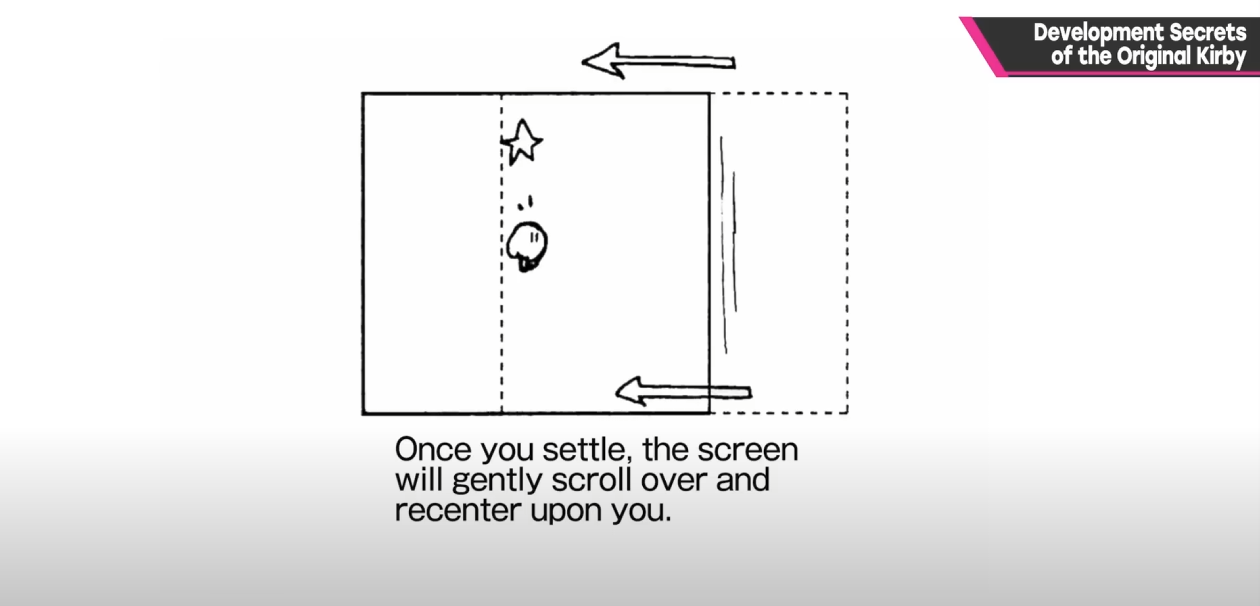 Development Secrets
of the Original Kirby
Once you settle, the screen
will gently scroll over and
recenter upon you.